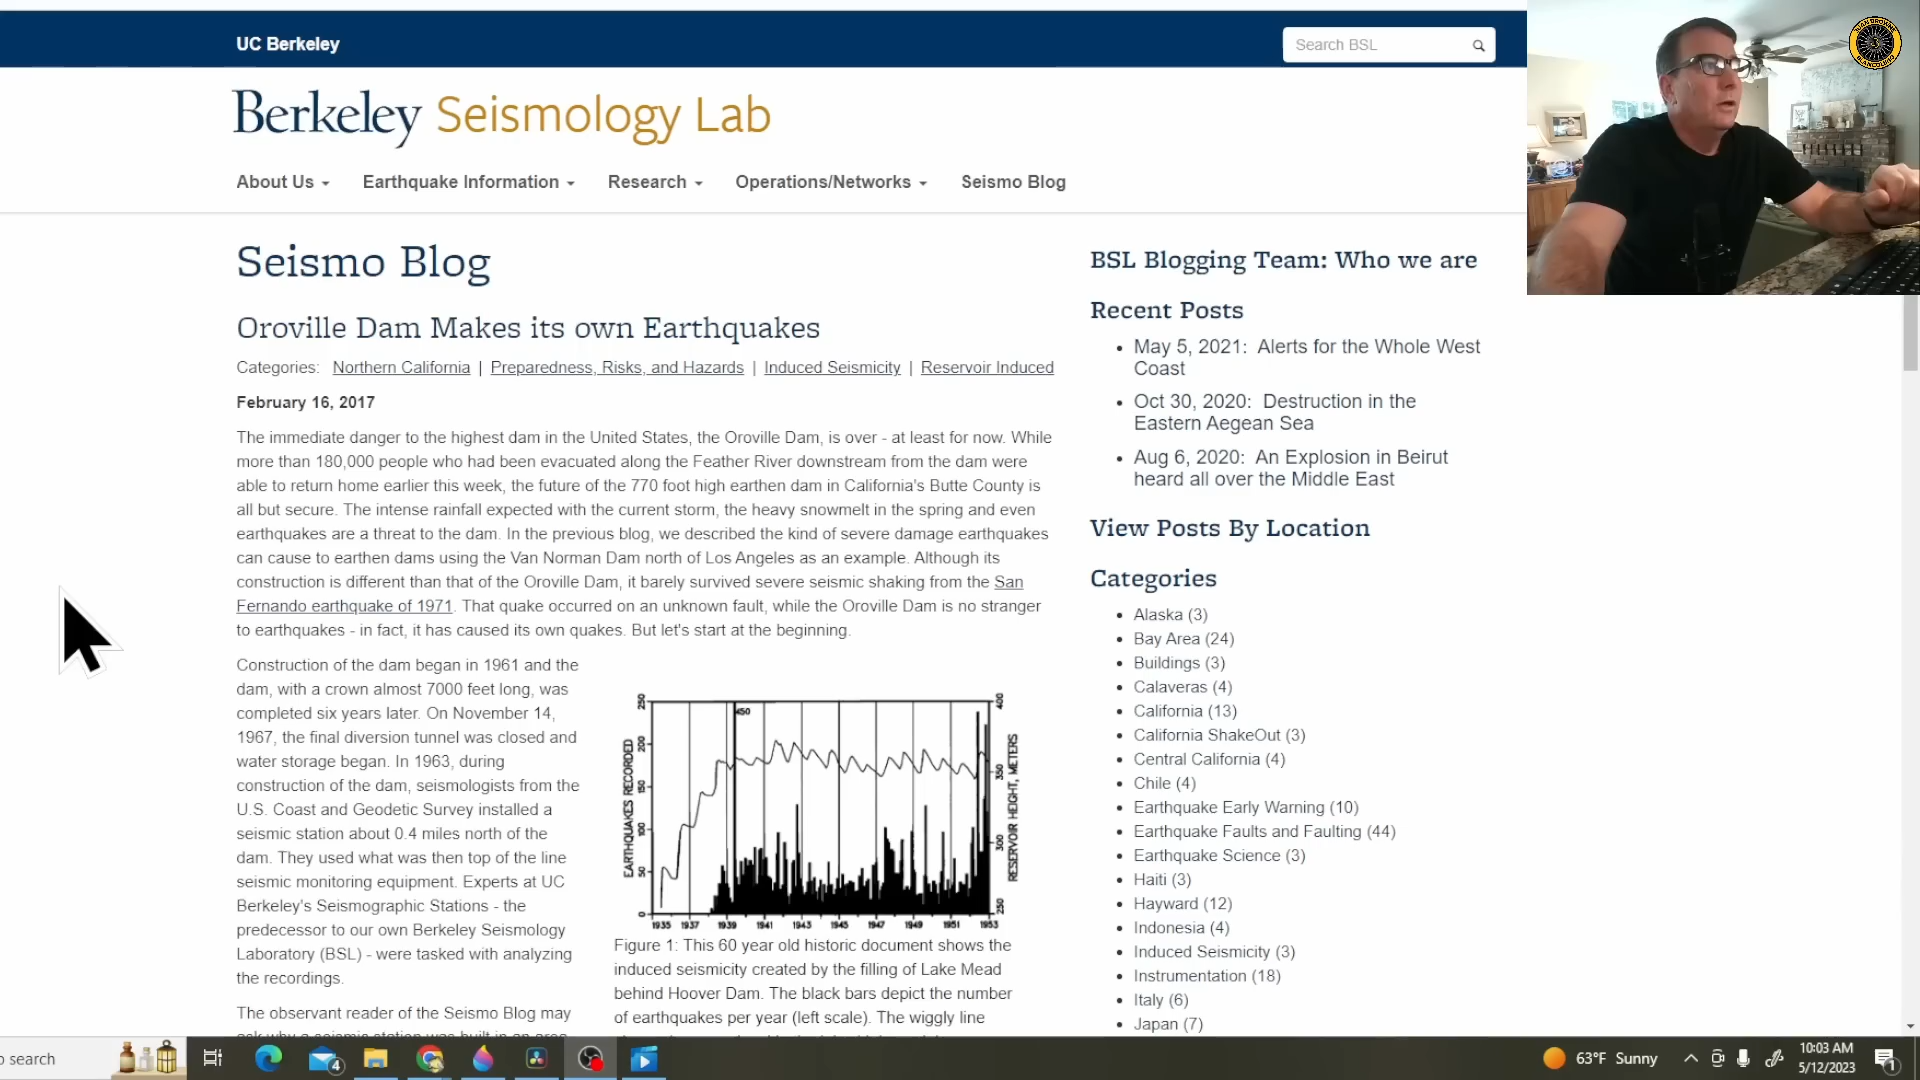 UC Berkeley
Search BSL
Berkeley Seismology Lab
About Us
Earthquake Information
Research
Operations/Networks
Seismo Blog
Seismo Blog
Oroville Dam Makes its own Earthquakes
Categories: Northern California | Preparedness, Risks, and Hazards | Induced Seismicity | Reservoir Induced
February 16, 2017
The immediate danger to the highest dam in the United States, the Oroville Dam, is over - at least for now. While
more than 180,000 people who had been evacuated along the Feather River downstream from the dam were
able to return home earlier this week, the future of the 770 foot high earthen dam in California's Butte County is
all but secure. The intense rainfall expected with the current storm, the heavy snowmelt in the spring and even
earthquakes are a threat to the dam. In the previous blog, we described the kind of severe damage earthquakes
can cause to earthen dams using the Van Norman Dam north of Los Angeles as an example. Although its
construction is different than that of the Oroville Dam, it barely survived severe seismic shaking from the San
Fernando earthquake of 1971. That quake occurred on an unknown fault, while the Oroville Dam is no stranger
to earthquakes - in fact, it has caused its own quakes. But let's start at the beginning.
Construction of the dam began in 1961 and the
dam, with a crown almost 7000 feet long, was
completed six years later. On November 14,
1967, the final diversion tunnel was closed and
water storage began. In 1963, during
construction of the dam, seismologists from the
U.S. Coast and Geodetic Survey installed a
seismic station about 0.4 miles north of the
dam. They used what was then top of the line
seismic monitoring equipment. Experts at UC
Berkeley's Seismographic Stations - the
predecessor to our own Berkeley Seismology
Laboratory (BSL) - were tasked with analyzing
the recordings.
The observant reader of the Seismo Blog may
EARTHQUAKES RECORDED
250
200
150
100
50
0
450
400
350
300
250
RESERVOIR HEIGHT, METERS
1935 1937 1939 1941 1943 1945 1947 1949 1951 1953
Figure 1: This 60 year old historic document shows the
induced seismicity created by the filling of Lake Mead
behind Hoover Dam. The black bars depict the number
of earthquakes per year (left scale). The wiggly line
BSL Blogging Team: Who we are
Recent Posts
May 5, 2021: Alerts for the Whole West
Coast
Oct 30, 2020: Destruction in the
Eastern Aegean Sea
Aug 6, 2020: An Explosion in Beirut
heard all over the Middle East
View Posts By Location
Categories
Alaska (3)
Bay Area (24)
Buildings (3)
Calaveras (4)
California (13)
California ShakeOut (3)
Central California (4)
Chile (4)
Earthquake Early Warning (10)
Earthquake Faults and Faulting (44)
Earthquake Science (3)
Haiti (3)
Hayward (12)
Indonesia (4)
Induced Seismicity (3)
Instrumentation (18)
Italy (6)
Japan (7)
search
4
63°F Sunny
10:03 AM
5/12/2023
1